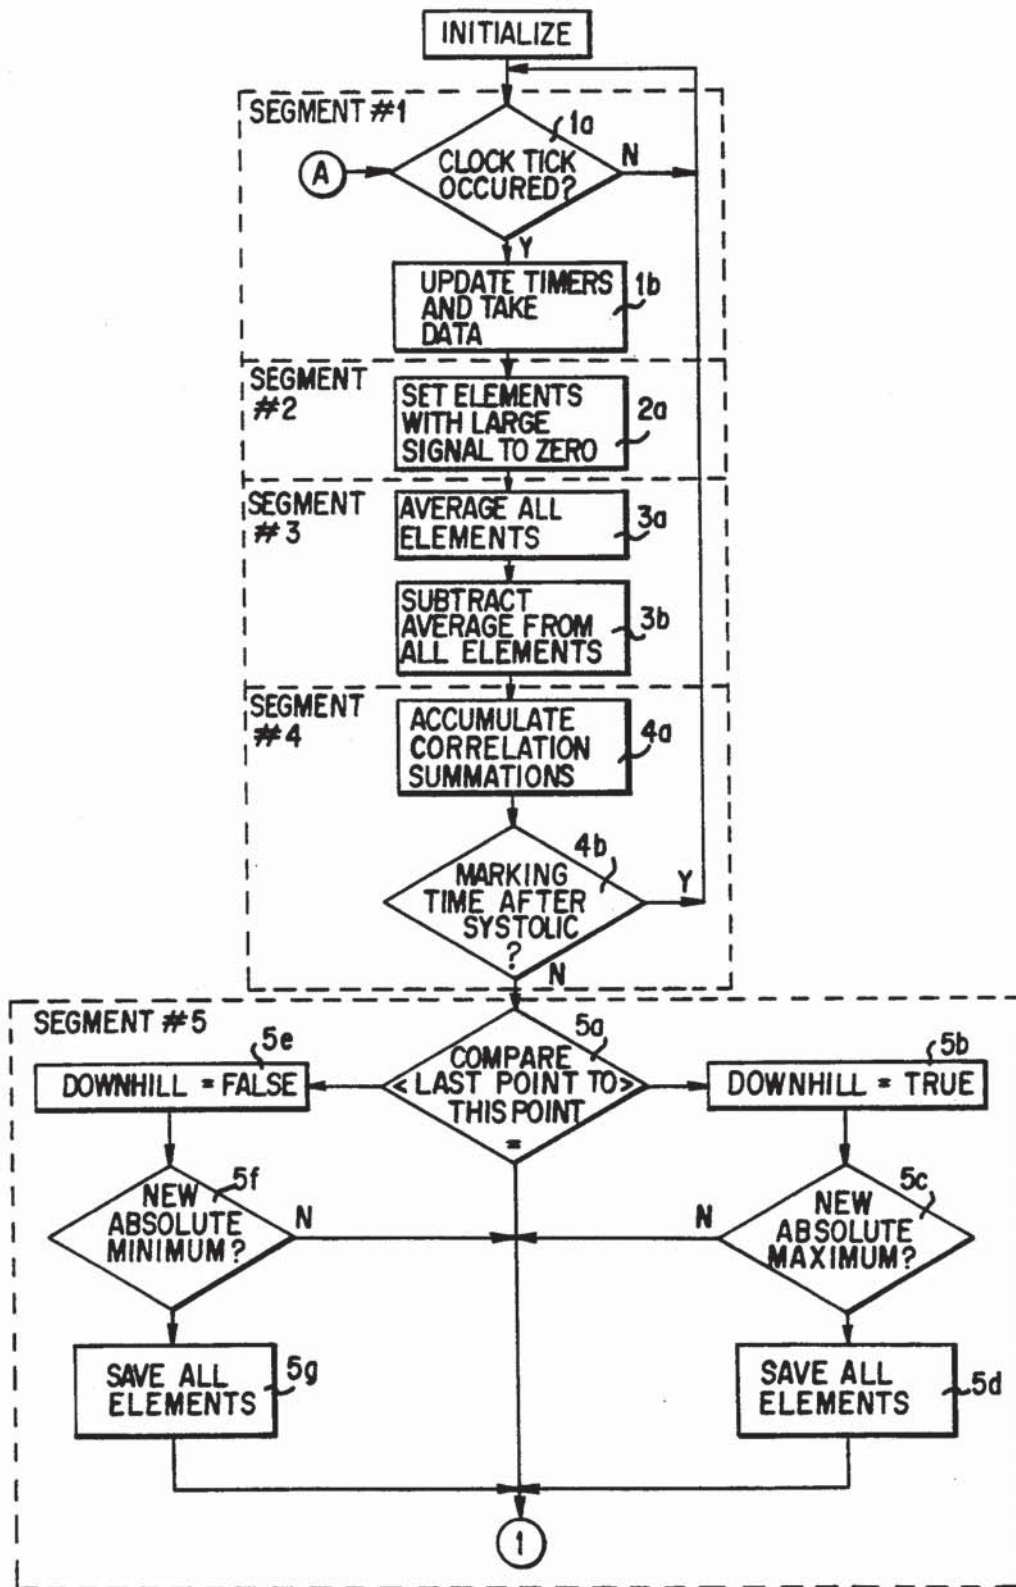 INITIALIZE
SEGMENT #1
1a
A
CLOCK TICK
OCCURED?
N
Y
UPDATE TIMERS
AND TAKE
DATA
1b
SEGMENT
#2
SET ELEMENTS
WITH LARGE
SIGNAL TO ZERO
2a
SEGMENT
#3
AVERAGE ALL
ELEMENTS
3a
SUBTRACT
AVERAGE FROM
ALL ELEMENTS
3b
SEGMENT
#4
ACCUMULATE
CORRELATION
SUMMATIONS
4a
4b
MARKING
TIME AFTER
SYSTOLIC
?
Y
N
SEGMENT #5
5e
DOWNHILL = FALSE
5a
COMPARE
< LAST POINT TO >
THIS POINT
=
5b
DOWNHILL = TRUE
5f
NEW
ABSOLUTE
MINIMUM?
N
N
5c
NEW
ABSOLUTE
MAXIMUM?
SAVE ALL
ELEMENTS
5g
SAVE ALL
ELEMENTS
5d
1